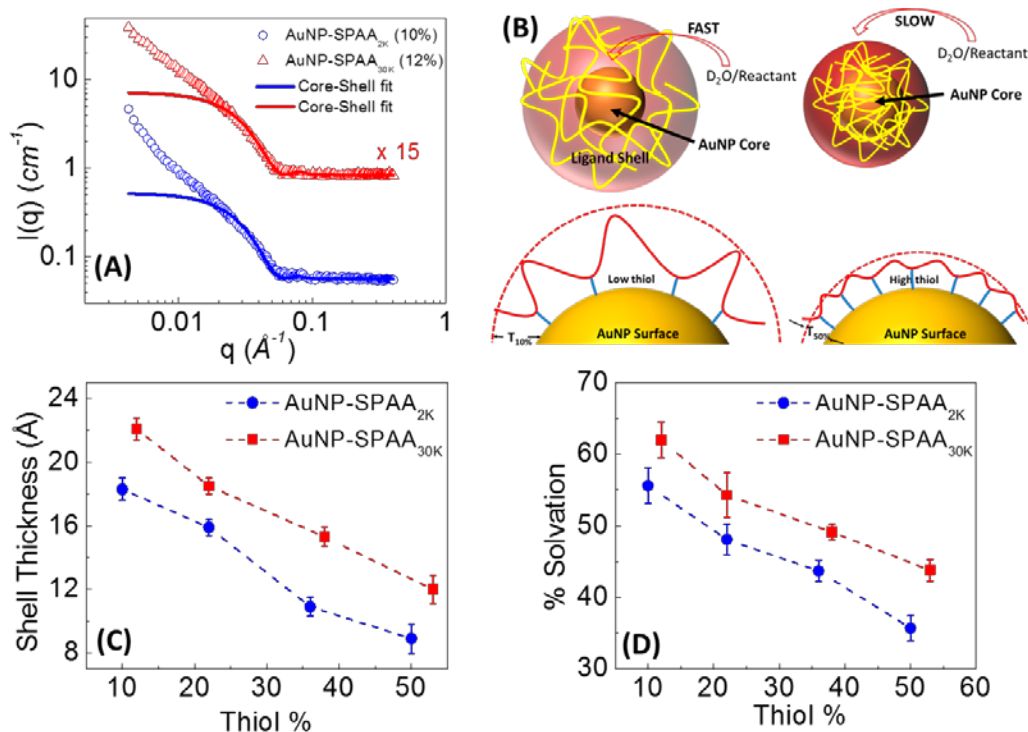 AuNP-SPAA2K (10%)
AuNP-SPAA30K (12%)
Core-Shell fit
Core-Shell fit
x 15
10
1
0.1
0.01
0.1
1
I(q) (cm⁻¹)
q (Å⁻¹)
(A)
(B)
FAST
D₂O/Reactant
AuNP Core
Ligand Shell
SLOW
D₂O/Reactant
AuNP Core
Low thiol
AuNP Surface
T10%
High thiol
AuNP Surface
T50%
AuNP-SPAA2K
AuNP-SPAA30K
24
20
16
12
8
10
20
30
40
50
Shell Thickness (Å)
Thiol %
(C)
AuNP-SPAA2K
AuNP-SPAA30K
70
60
50
40
30
0
10
20
30
40
50
60
% Solvation
Thiol %
(D)